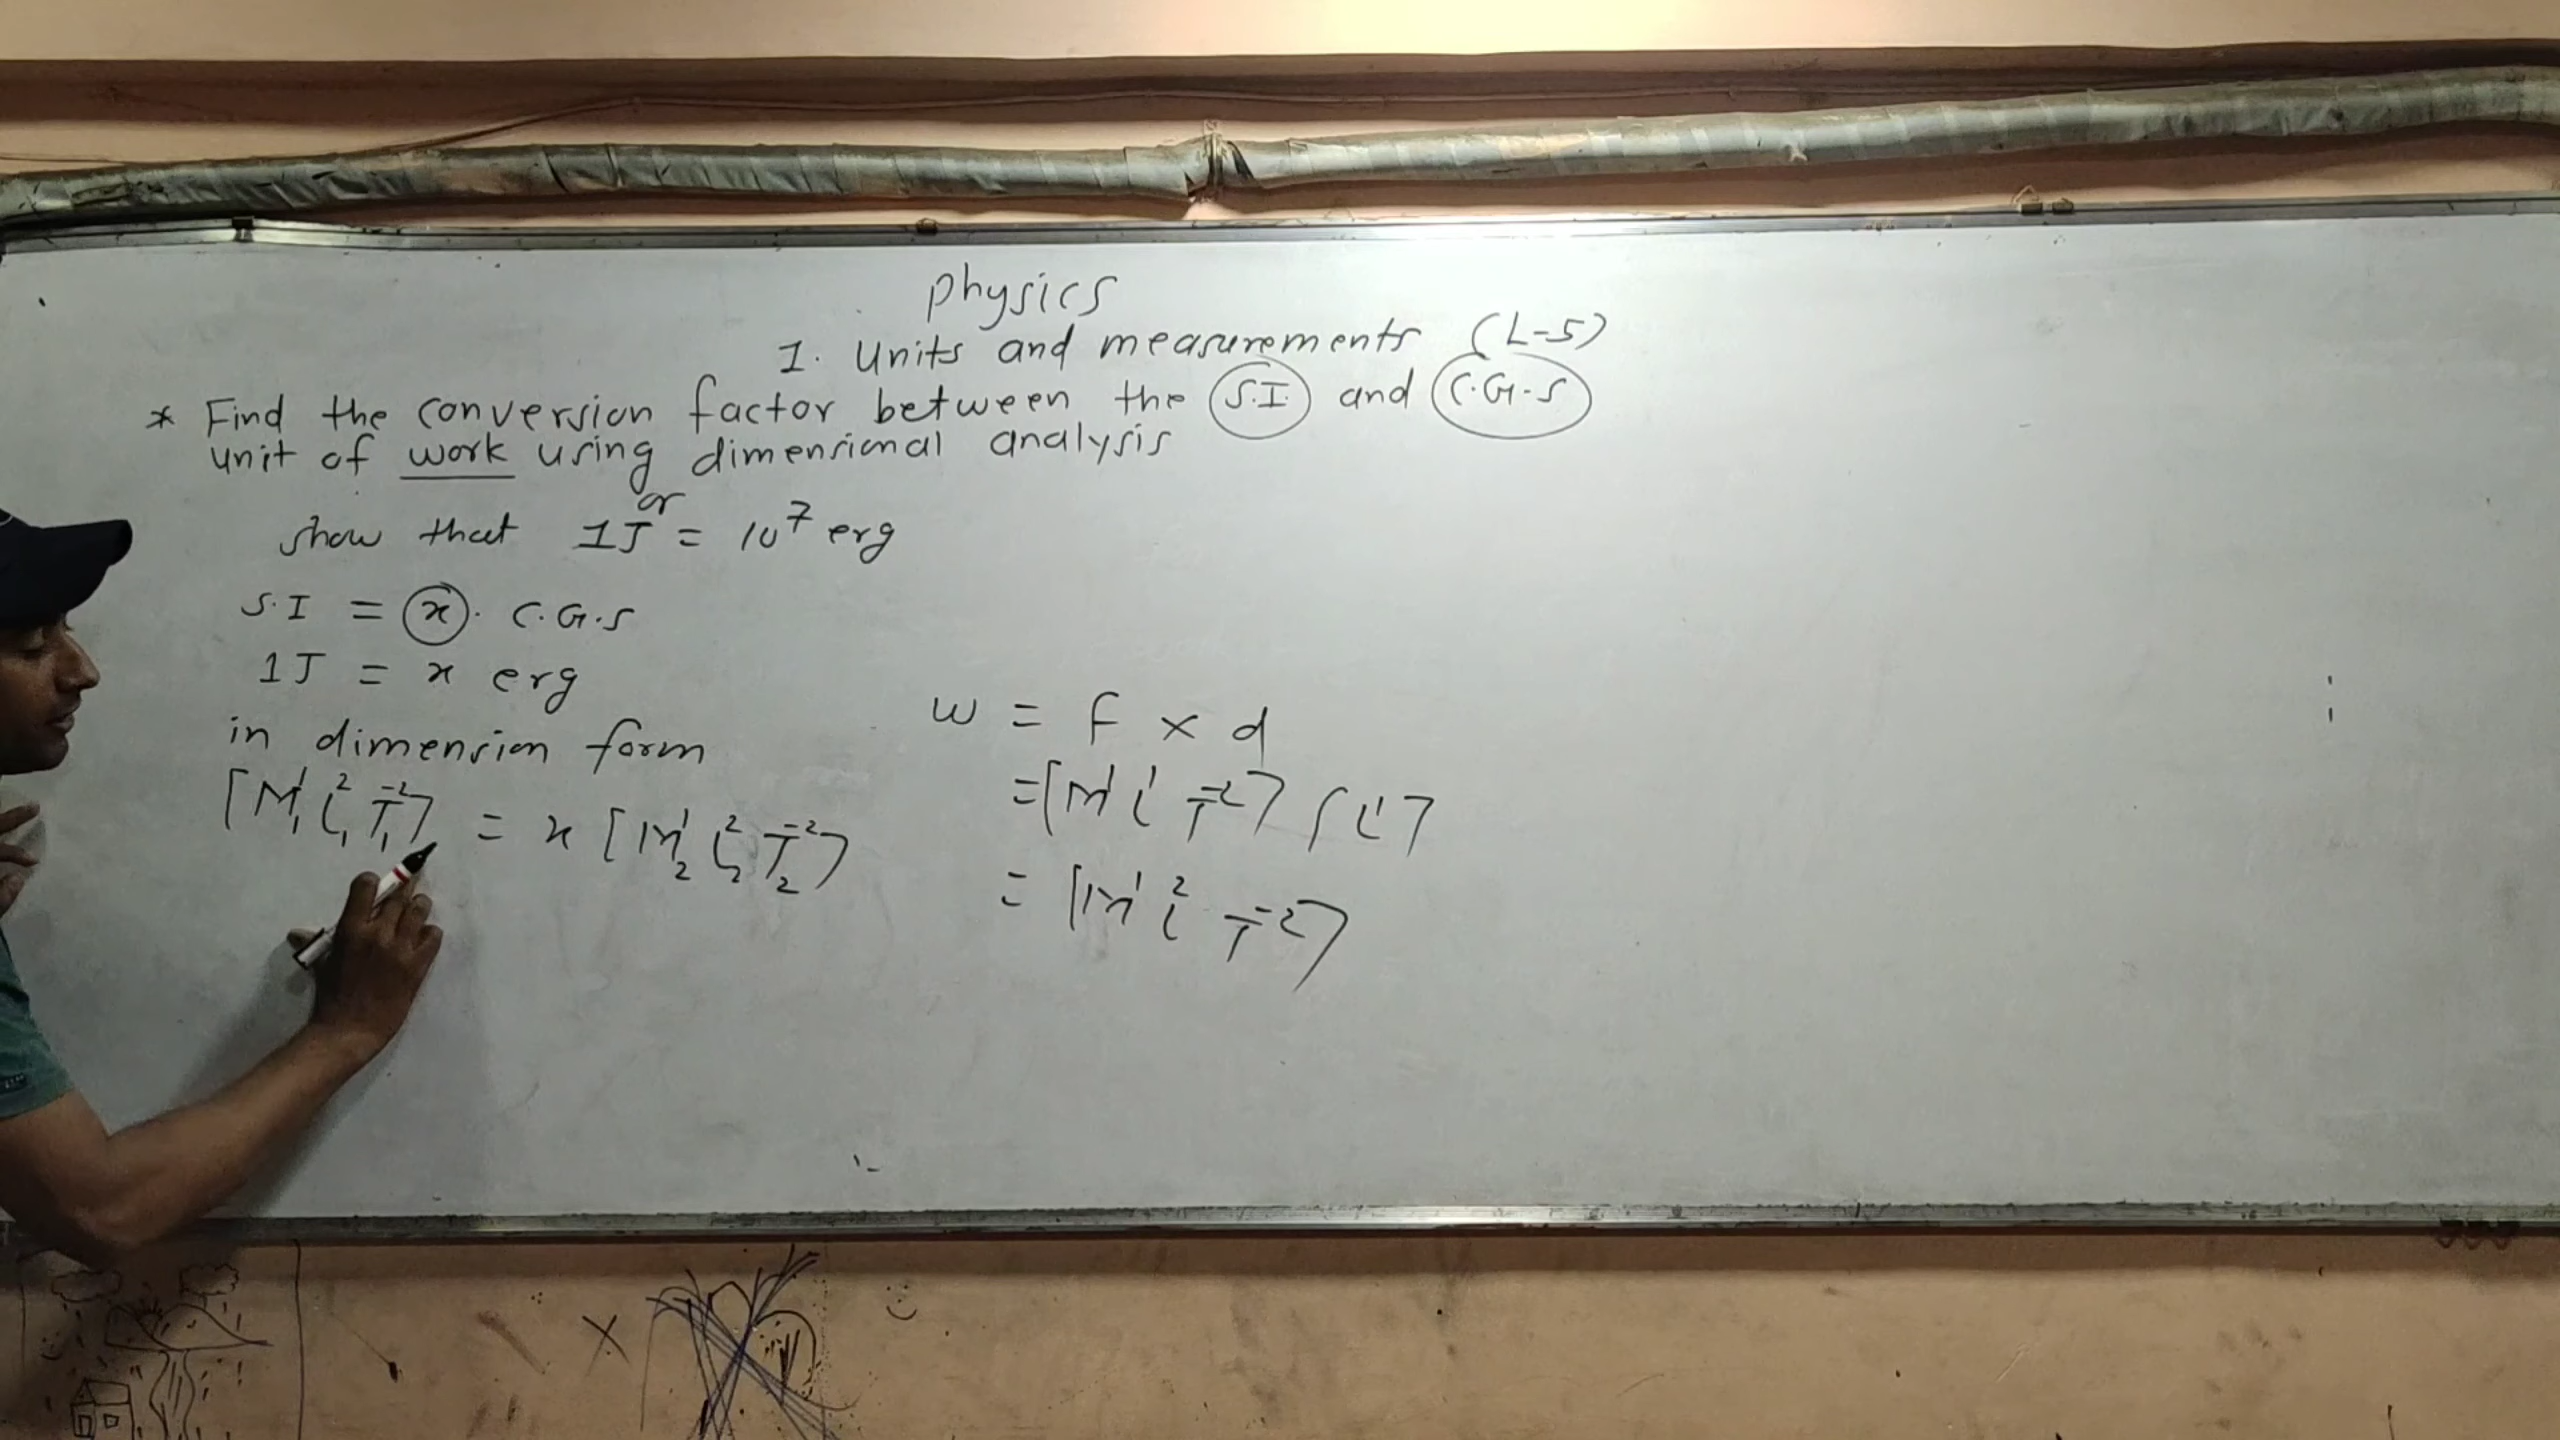 Physics
1. Units and measurements (L-5)
* Find the conversion factor between the S.I. and C.G.S
unit of work using dimensional analysis
or
show that 1J = 10⁷ erg
S.I = x · C.G.S
1J = x erg
in dimension form
[M₁¹ L₁² T₁⁻²] = x [M₂¹ L₂² T₂⁻²]
W = F × d
= [M¹ L¹ T⁻²] [L¹]
= [M¹ L² T⁻²]